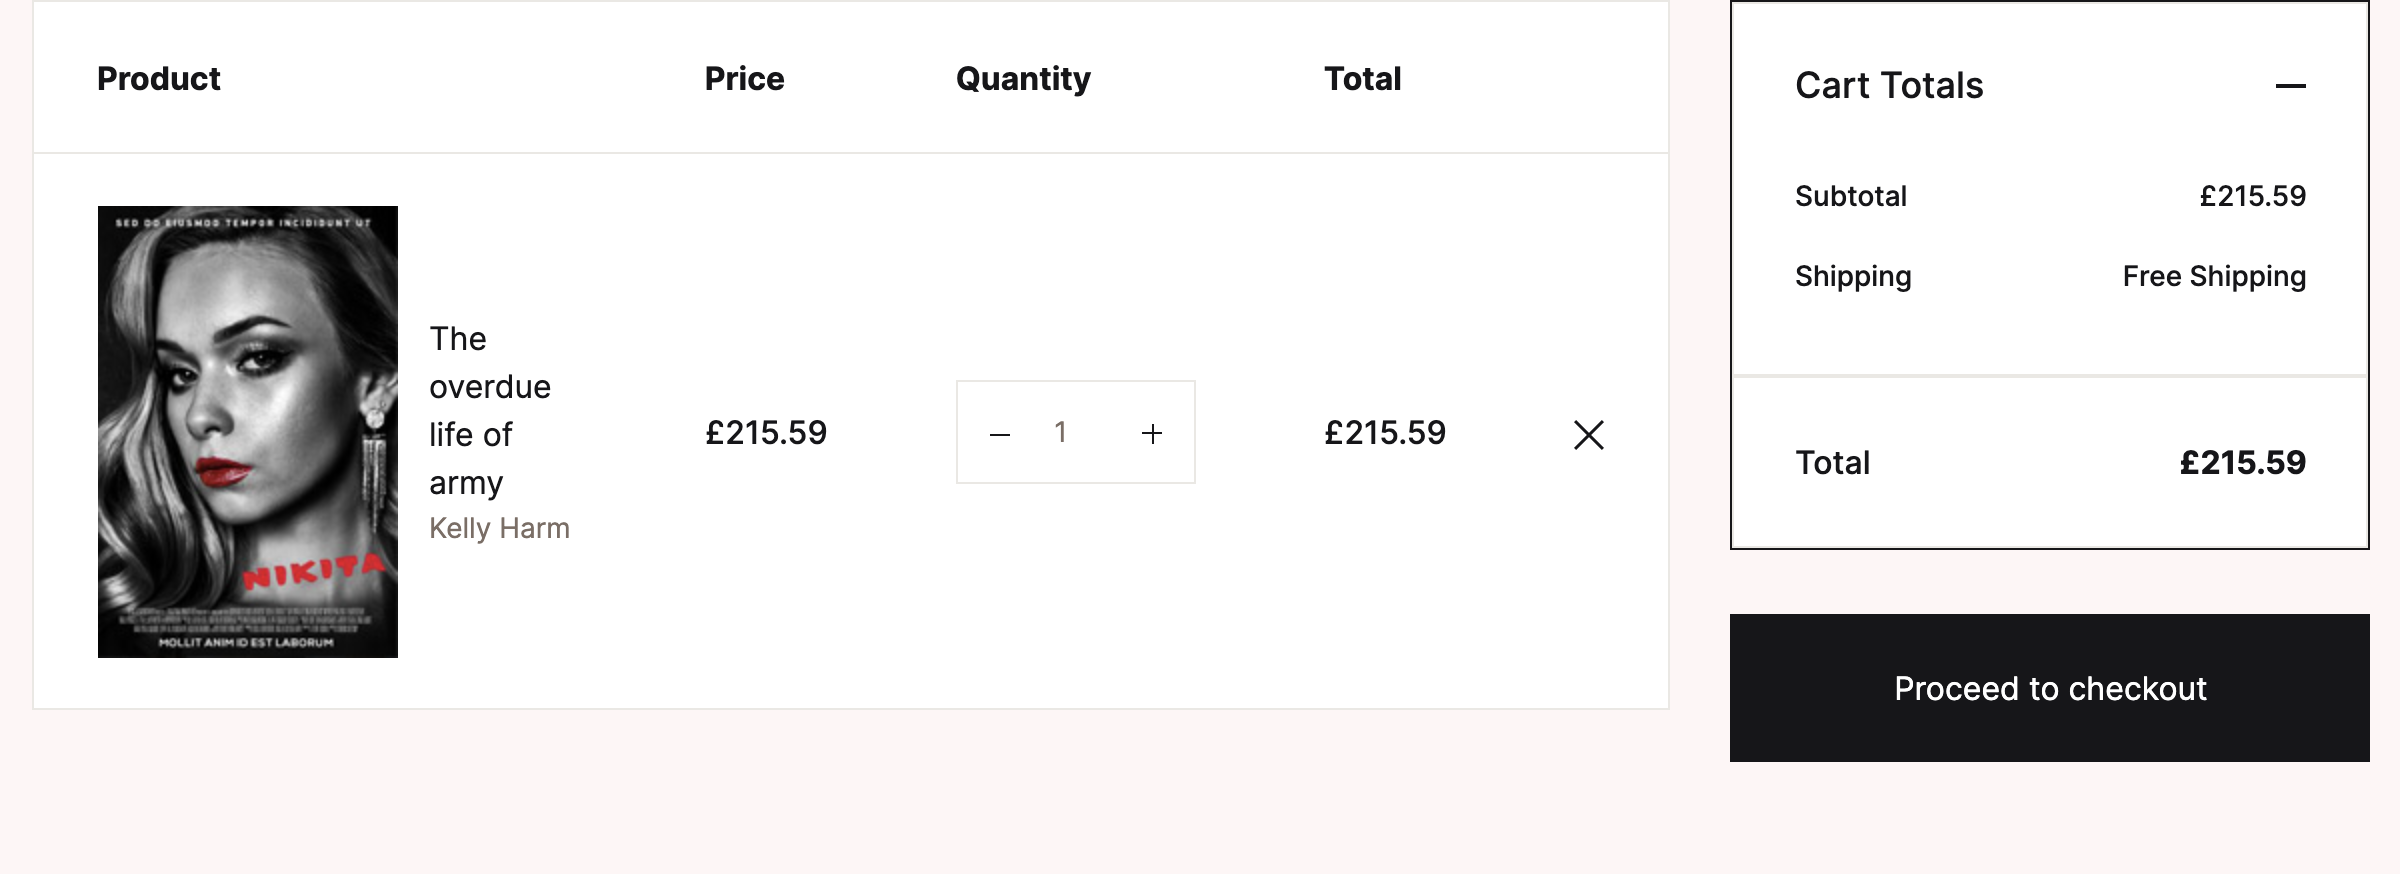 Product Price Quantity Total
SED DO EIUSMOD TEMPOR INCIDIDUNT UT
The
overdue
life of
army
Kelly Harm
NIKITA
MOLLIT ANIM ID EST LABORUM
£215.59 1 £215.59
Cart Totals
Subtotal £215.59
Shipping Free Shipping
Total £215.59
Proceed to checkout